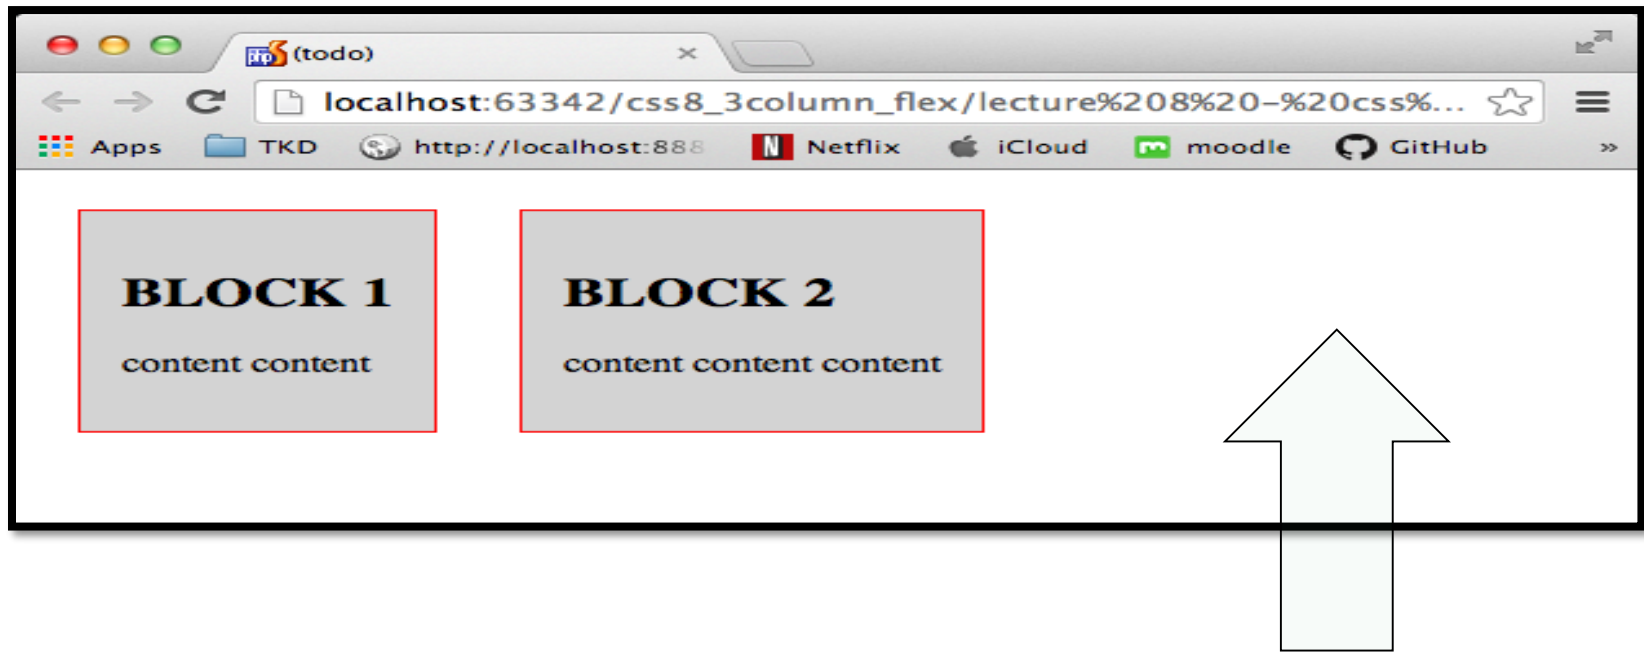 php (todo)
localhost:63342/css8_3column_flex/lecture%208%20-%20css%...
Apps TKD http://localhost:888 N Netflix iCloud m moodle GitHub »
BLOCK 1 BLOCK 2
content content content content content